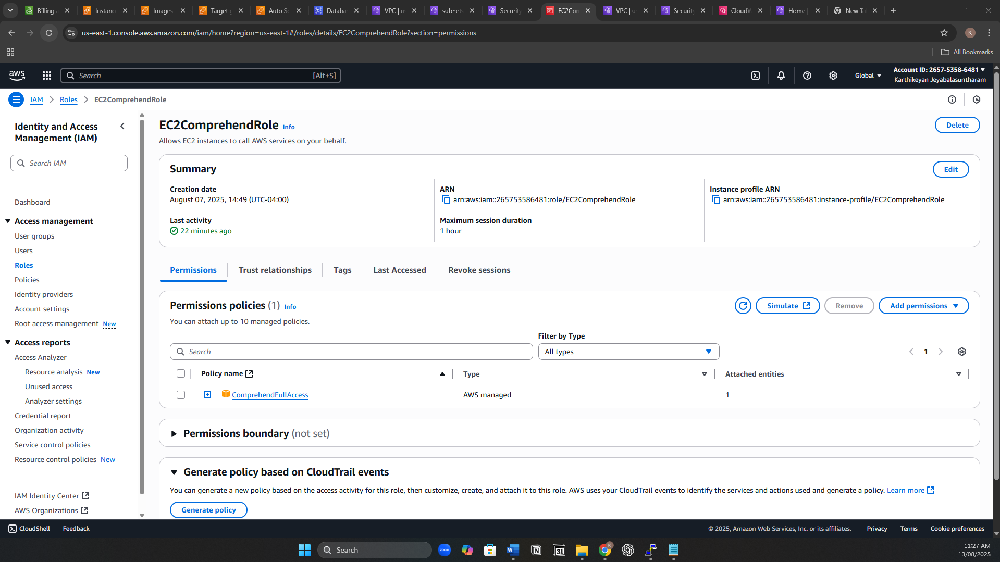 Billing a
Instanc
Images
Target g
Auto Sc
Databa
VPC | u
subnets
Security
EC2Con
VPC | u
Security
CloudW
Home |
New Ta
us-east-1.console.aws.amazon.com/iam/home?region=us-east-1#/roles/details/EC2ComprehendRole?section=permissions
K
All Bookmarks
aws
Search
[Alt+S]
Global
Account ID: 2657-5358-6481
Karthikeyan Jeyabalasuntharam
IAM
Roles
EC2ComprehendRole
Identity and Access
Management (IAM)
Search IAM
Dashboard
Access management
User groups
Users
Roles
Policies
Identity providers
Account settings
Root access management New
Access reports
Access Analyzer
Resource analysis New
Unused access
Analyzer settings
Credential report
Organization activity
Service control policies
Resource control policies New
IAM Identity Center
AWS Organizations
EC2ComprehendRole Info
Delete
Allows EC2 instances to call AWS services on your behalf.
Summary
Edit
Creation date
August 07, 2025, 14:49 (UTC-04:00)
ARN
arn:aws:iam::265753586481:role/EC2ComprehendRole
Instance profile ARN
arn:aws:iam::265753586481:instance-profile/EC2ComprehendRole
Last activity
22 minutes ago
Maximum session duration
1 hour
Permissions
Trust relationships
Tags
Last Accessed
Revoke sessions
Permissions policies (1) Info
Simulate
Remove
Add permissions
You can attach up to 10 managed policies.
Filter by Type
Search
All types
1
Policy name
Type
Attached entities
ComprehendFullAccess
AWS managed
1
Permissions boundary (not set)
Generate policy based on CloudTrail events
You can generate a new policy based on the access activity for this role, then customize, create, and attach it to this role. AWS uses your CloudTrail events to identify the services and actions used and generate a policy. Learn more
Generate policy
CloudShell
Feedback
© 2025, Amazon Web Services, Inc. or its affiliates.
Privacy
Terms
Cookie preferences
Search
zoom
W
N
31
K
11:27 AM
13/08/2025